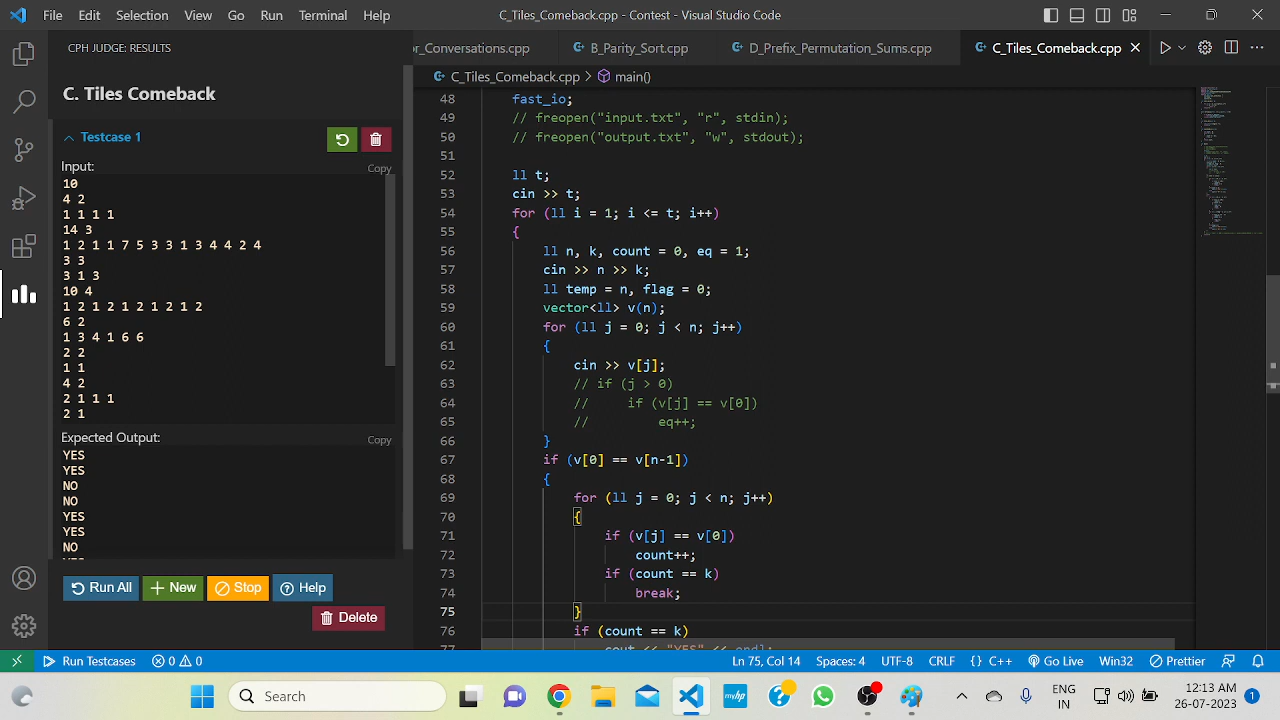 File Edit Selection View Go Run Terminal Help
C_Tiles_Comeback.cpp - Contest - Visual Studio Code
CPH JUDGE: RESULTS
or_Conversations.cpp B_Parity_Sort.cpp D_Prefix_Permutation_Sums.cpp C_Tiles_Comeback.cpp
C_Tiles_Comeback.cpp > main()
C. Tiles Comeback
Testcase 1
Input:
Copy
10
4 2
1 1 1 1
14 3
1 2 1 1 7 5 3 3 1 3 4 4 2 4
3 3
3 1 3
10 4
1 2 1 2 1 2 1 2 1 2
6 2
1 3 4 1 6 6
2 2
1 1
4 2
2 1 1 1
2 1
Expected Output:
Copy
YES
YES
NO
NO
YES
YES
NO
Run All New Stop Help
Delete
48 fast_io;
49 // freopen("input.txt", "r", stdin);
50 // freopen("output.txt", "w", stdout);
51
52 ll t;
53 cin >> t;
54 for (ll i = 1; i <= t; i++)
55 {
56 ll n, k, count = 0, eq = 1;
57 cin >> n >> k;
58 ll temp = n, flag = 0;
59 vector<ll> v(n);
60 for (ll j = 0; j < n; j++)
61 {
62 cin >> v[j];
63 // if (j > 0)
64 // if (v[j] == v[0])
65 // eq++;
66 }
67 if (v[0] == v[n-1])
68 {
69 for (ll j = 0; j < n; j++)
70 {
71 if (v[j] == v[0])
72 count++;
73 if (count == k)
74 break;
75 }
76 if (count == k)
77 cout << "YES" << endl;
Run Testcases 0 0
Ln 75, Col 14 Spaces: 4 UTF-8 CRLF {} C++ Go Live Win32 Prettier
Search
ENG
IN
12:13 AM
26-07-2023
1